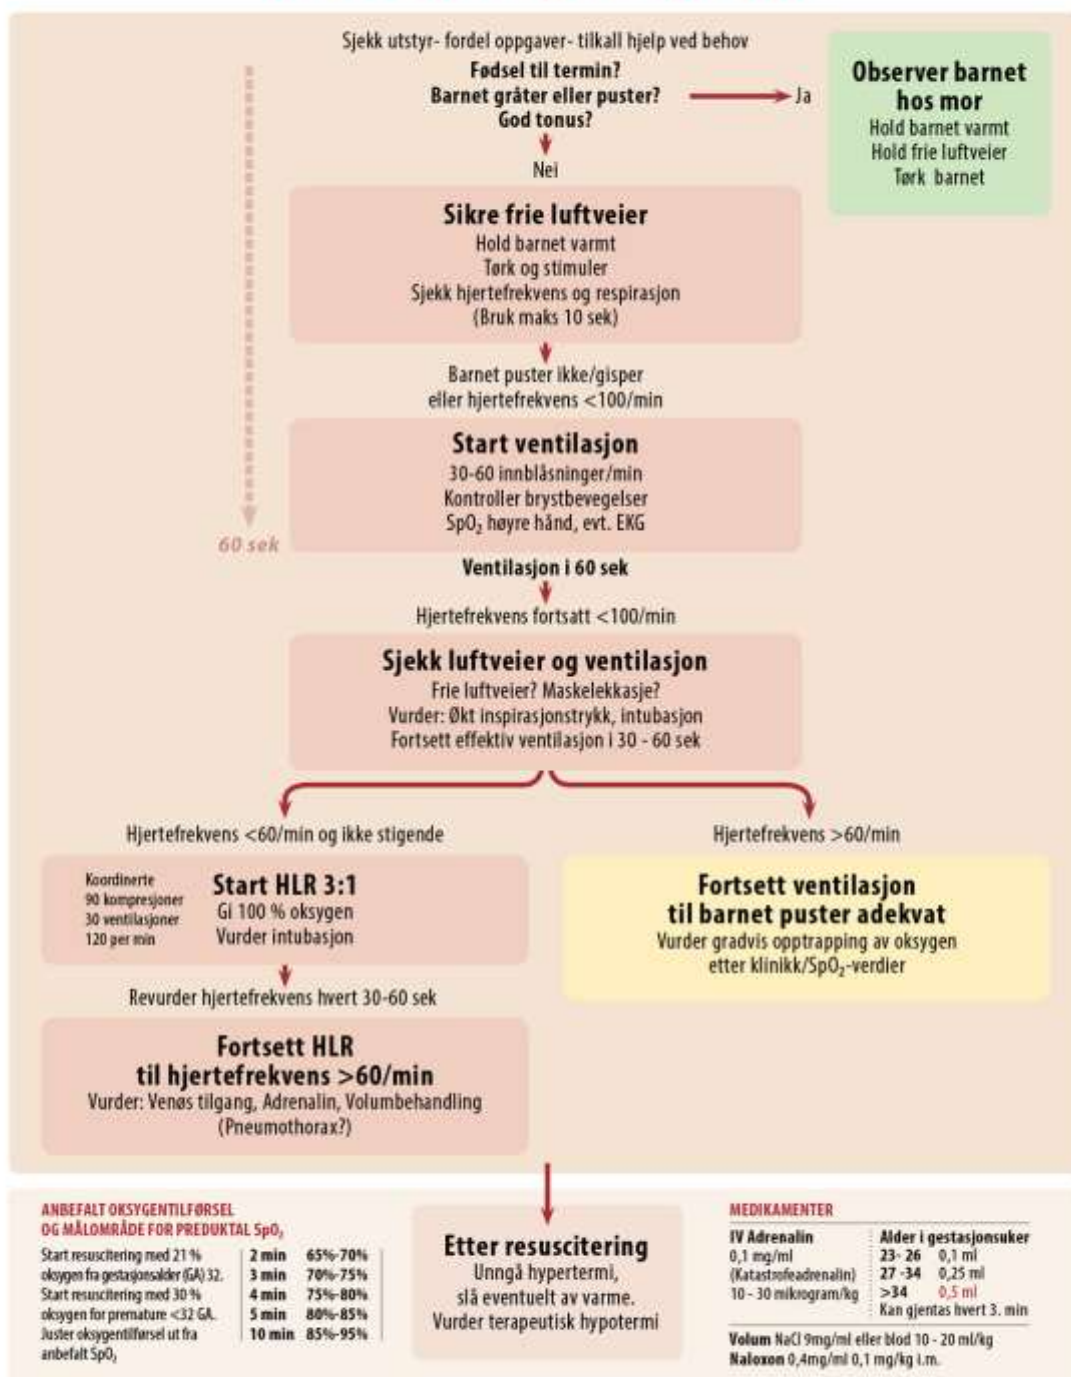 Sjekk utstyr- fordel oppgaver- tilkall hjelp ved behov
Fødsel til termin?
Barnet gråter eller puster?
God tonus?
Ja
Observer barnet
hos mor
Hold barnet varmt
Hold frie luftveier
Tørk barnet
Nei
Sikre frie luftveier
Hold barnet varmt
Tørk og stimuler
Sjekk hjertefrekvens og respirasjon
(Bruk maks 10 sek)
Barnet puster ikke/gisper
eller hjertefrekvens <100/min
Start ventilasjon
30-60 innblåsninger/min
Kontroller brystbevegelser
SpO₂ høyre hånd, evt. EKG
60 sek
Ventilasjon i 60 sek
Hjertefrekvens fortsatt <100/min
Sjekk luftveier og ventilasjon
Frie luftveier? Maskelekkasje?
Vurder: Økt inspirasjonstrykk, intubasjon
Fortsett effektiv ventilasjon i 30 - 60 sek
Hjertefrekvens <60/min og ikke stigende
Koordinerte
90 kompresjoner
30 ventilasjoner
120 per min
Start HLR 3:1
Gi 100 % oksygen
Vurder intubasjon
Revurder hjertefrekvens hvert 30-60 sek
Fortsett HLR
til hjertefrekvens >60/min
Vurder: Venøs tilgang, Adrenalin, Volumbehandling
(Pneumothorax?)
Hjertefrekvens >60/min
Fortsett ventilasjon
til barnet puster adekvat
Vurder gradvis opptrapping av oksygen
etter klinikk/SpO₂-verdier
ANBEFALT OKSYGENTILFØRSEL
OG MÅLOMRÅDE FOR PREDUKTAL SpO₂
Start resuscitering med 21 %
oksygen fra gestasjonsalder (GA) 32.
Start resuscitering med 30 %
oksygen for premature <32 GA.
Juster oksygentilførsel ut fra
anbefalt SpO₂
2 min 65%-70%
3 min 70%-75%
4 min 75%-80%
5 min 80%-85%
10 min 85%-95%
Etter resuscitering
Unngå hypertermi,
slå eventuelt av varme.
Vurder terapeutisk hypotermi
MEDIKAMENTER
IV Adrenalin
0,1 mg/ml
(Katastrofeadrenalin)
10 - 30 mikrogram/kg
Alder i gestasjonsuker
23- 26 0,1 ml
27 -34 0,25 ml
>34 0,5 ml
Kan gjentas hvert 3. min
Volum NaCl 9mg/ml eller blod 10 - 20 ml/kg
Naloxon 0,4mg/ml 0,1 mg/kg i.m.